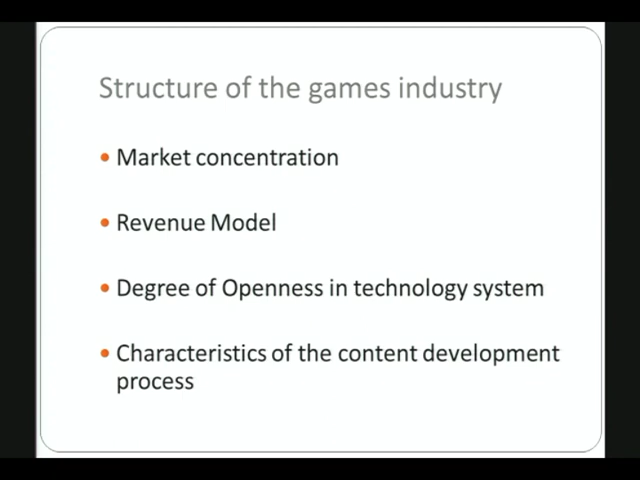 Structure of the games industry
• Market concentration
• Revenue Model
• Degree of Openness in technology system
• Characteristics of the content development
process